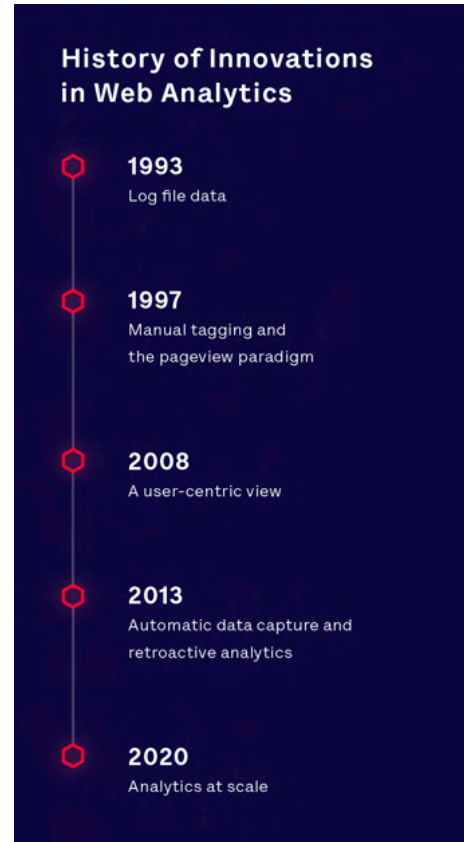 History of Innovations
in Web Analytics
1993
Log file data
1997
Manual tagging and
the pageview paradigm
2008
A user-centric view
2013
Automatic data capture and
retroactive analytics
2020
Analytics at scale